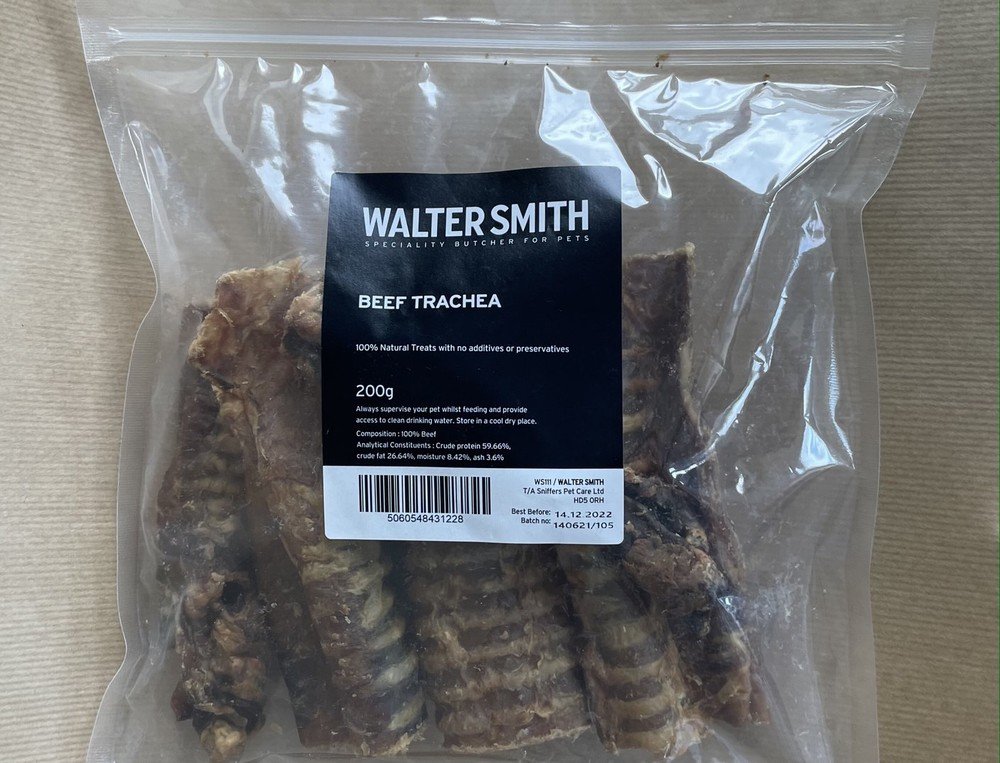 WALTER SMITH
SPECIALITY BUTCHER FOR PETS
BEEF TRACHEA
100% Natural Treats with no additives or preservatives
200g
Always supervise your pet whilst feeding and provide
access to clean drinking water. Store in a cool dry place.
Composition : 100% Beef
Analytical Constituents : Crude protein 59.66%,
crude fat 26.64%, moisture 8.42%, ash 3.6%
5060548431228
WS111 / WALTER SMITH
T/A Sniffers Pet Care Ltd
HD5 0RH
Best Before: 14.12.2022
Batch no: 140621/105